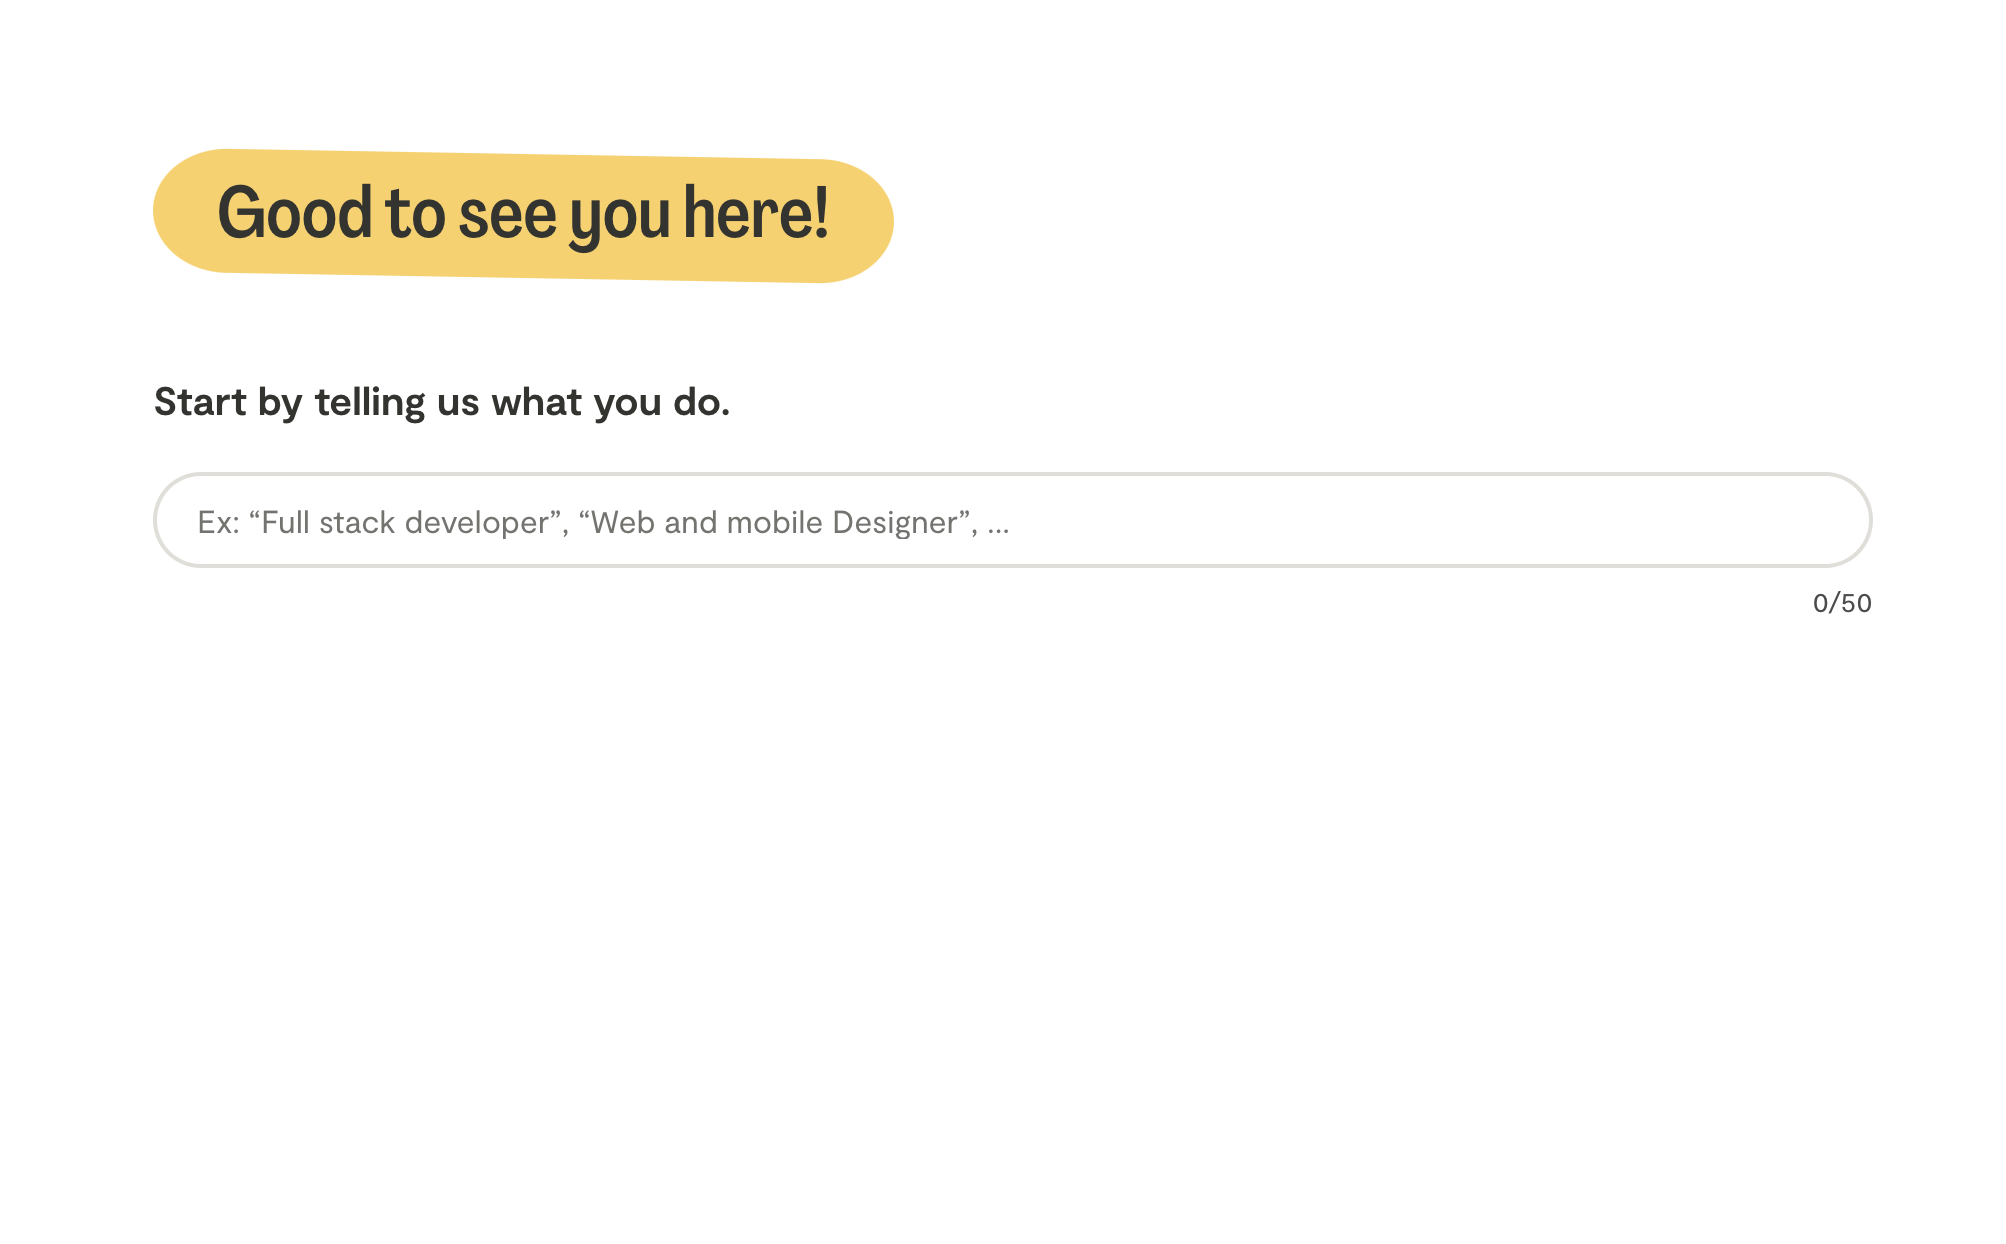 Good to see you here!
Start by telling us what you do.
Ex: “Full stack developer”, “Web and mobile Designer”, ...
0/50